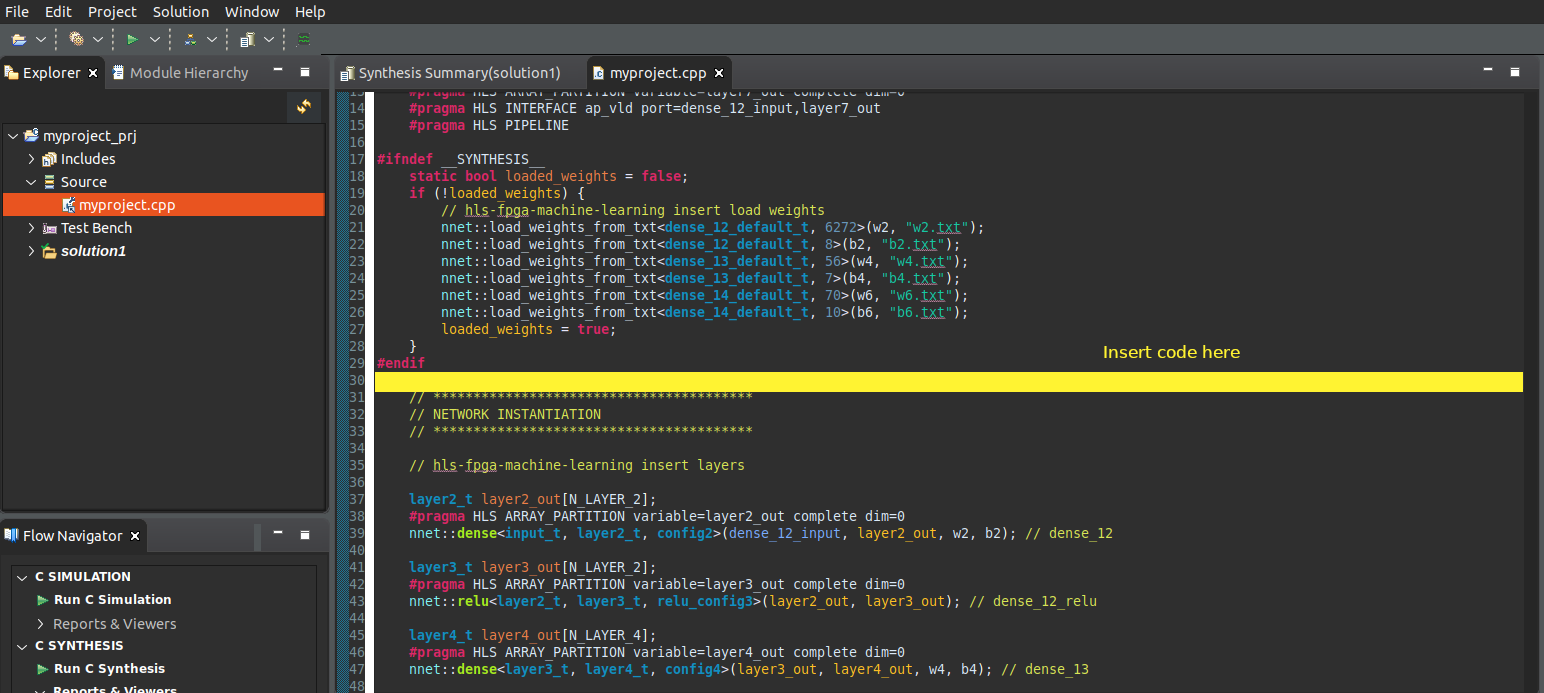 File Edit Project Solution Window Help
Explorer Module Hierarchy
myproject_prj
Includes
Source
myproject.cpp
Test Bench
solution1
Flow Navigator
C SIMULATION
Run C Simulation
Reports & Viewers
C SYNTHESIS
Run C Synthesis
Reports & Viewers
Synthesis Summary(solution1) myproject.cpp
13 #pragma HLS ARRAY_PARTITION variable=layer7_out complete dim=0
14 #pragma HLS INTERFACE ap_vld port=dense_12_input,layer7_out
15 #pragma HLS PIPELINE
16
17 #ifndef __SYNTHESIS__
18 static bool loaded_weights = false;
19 if (!loaded_weights) {
20 // hls-fpga-machine-learning insert load weights
21 nnet::load_weights_from_txt<dense_12_default_t, 6272>(w2, "w2.txt");
22 nnet::load_weights_from_txt<dense_12_default_t, 8>(b2, "b2.txt");
23 nnet::load_weights_from_txt<dense_13_default_t, 56>(w4, "w4.txt");
24 nnet::load_weights_from_txt<dense_13_default_t, 7>(b4, "b4.txt");
25 nnet::load_weights_from_txt<dense_14_default_t, 70>(w6, "w6.txt");
26 nnet::load_weights_from_txt<dense_14_default_t, 10>(b6, "b6.txt");
27 loaded_weights = true;
28 }
Insert code here
29 #endif
30
31 // ****************************************
32 // NETWORK INSTANTIATION
33 // ****************************************
34
35 // hls-fpga-machine-learning insert layers
36
37 layer2_t layer2_out[N_LAYER_2];
38 #pragma HLS ARRAY_PARTITION variable=layer2_out complete dim=0
39 nnet::dense<input_t, layer2_t, config2>(dense_12_input, layer2_out, w2, b2); // dense_12
40
41 layer3_t layer3_out[N_LAYER_2];
42 #pragma HLS ARRAY_PARTITION variable=layer3_out complete dim=0
43 nnet::relu<layer2_t, layer3_t, relu_config3>(layer2_out, layer3_out); // dense_12_relu
44
45 layer4_t layer4_out[N_LAYER_4];
46 #pragma HLS ARRAY_PARTITION variable=layer4_out complete dim=0
47 nnet::dense<layer3_t, layer4_t, config4>(layer3_out, layer4_out, w4, b4); // dense_13
48